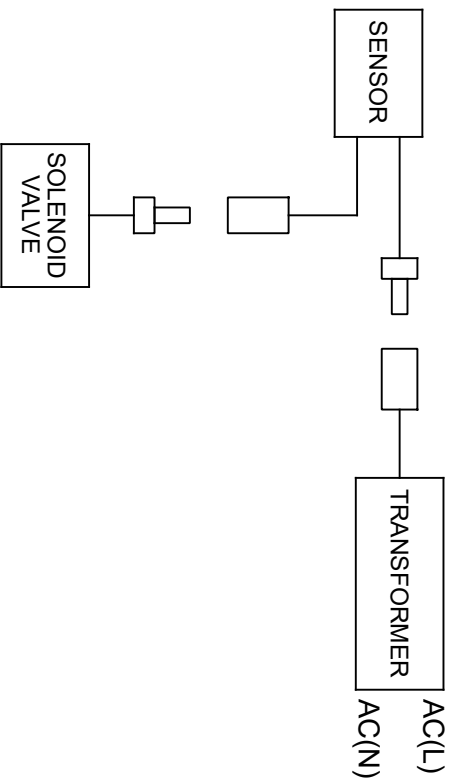 SENSOR
TRANSFORMER
AC(L)
AC(N)
SOLENOID
VALVE